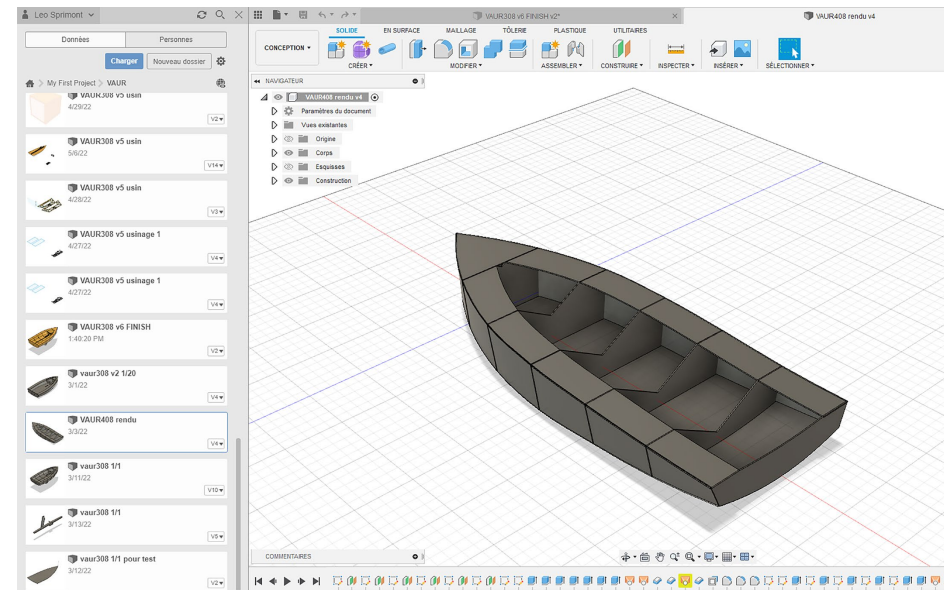 Leo Sprimont
Données
Personnes
Charger
Nouveau dossier
My First Project > VAUR
VAUR308 v5 usin
4/29/22
V2
VAUR308 v5 usin
5/6/22
V14
VAUR308 v5 usin
4/28/22
V3
VAUR308 v5 usinage 1
4/27/22
V4
VAUR308 v5 usinage 1
4/27/22
V4
VAUR308 v6 FINISH
1:40:20 PM
V2
vaur308 v2 1/20
3/1/22
V4
VAUR408 rendu
3/3/22
V4
vaur308 1/1
3/11/22
V10
vaur308 1/1
3/13/22
V5
vaur308 1/1 pour test
3/12/22
V2
VAUR308 v6 FINISH v2*
VAUR408 rendu v4
CONCEPTION
SOLIDE
EN SURFACE
MAILLAGE
TÔLERIE
PLASTIQUE
UTILITAIRES
CRÉER
MODIFIER
ASSEMBLER
CONSTRUIRE
INSPECTER
INSÉRER
SÉLECTIONNER
NAVIGATEUR
VAUR408 rendu v4
Paramètres du document
Vues existantes
Origine
Corps
Esquisses
Construction
COMMENTAIRES